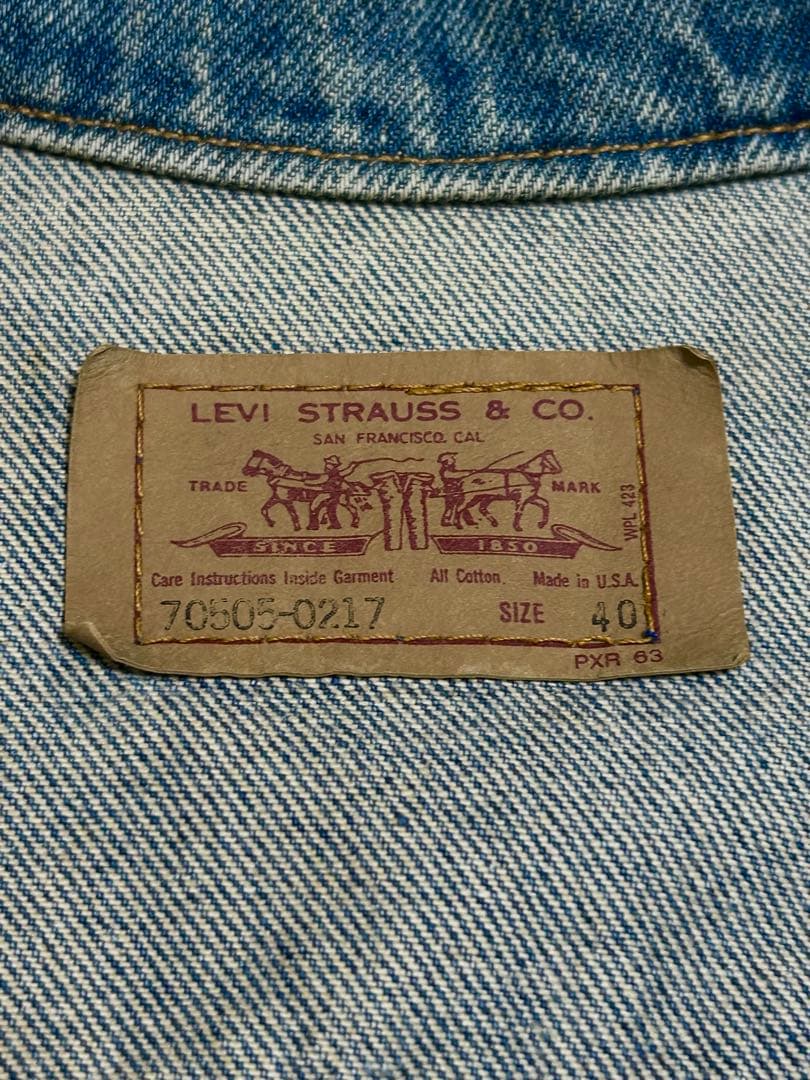 LEVI STRAUSS & CO.
SAN FRANCISCO, CAL
TRADE MARK
WPL 423
SINCE 1850
Care Instructions Inside Garment All Cotton. Made in U.S.A.
70505-0217 SIZE 40
PXR 63